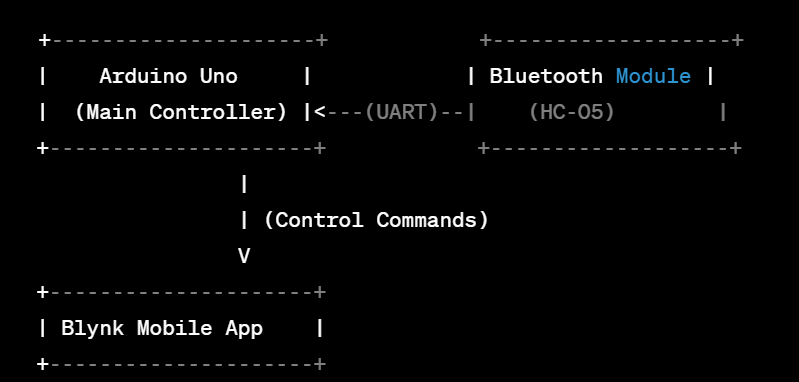 +---------------------+             +-------------------+
|    Arduino Uno      |            | Bluetooth Module |
|  (Main Controller) |<---(UART)--|    (HC-05)        |
+---------------------+            +-------------------+
                |
                | (Control Commands)
                V
+---------------------+
| Blynk Mobile App    |
+---------------------+